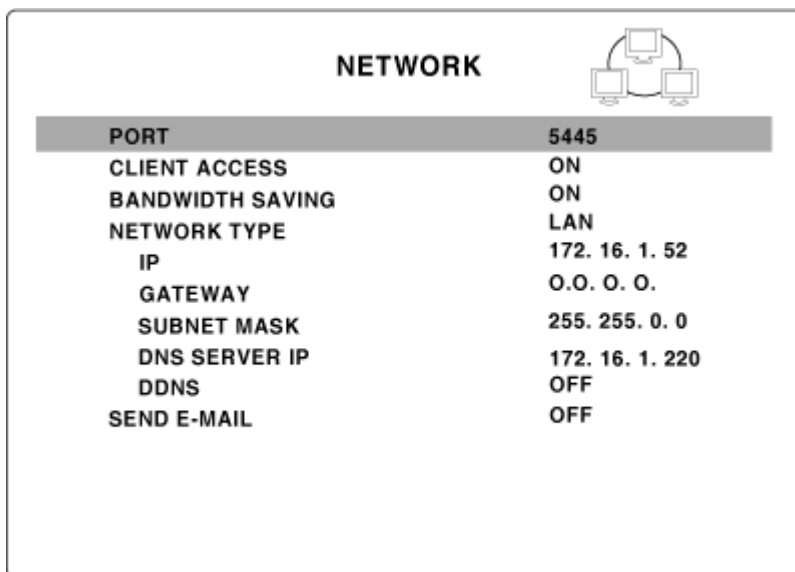 NETWORK
PORT 5445
CLIENT ACCESS ON
BANDWIDTH SAVING ON
NETWORK TYPE LAN
IP 172. 16. 1. 52
GATEWAY O.O. O. O.
SUBNET MASK 255. 255. 0. 0
DNS SERVER IP 172. 16. 1. 220
DDNS OFF
SEND E-MAIL OFF